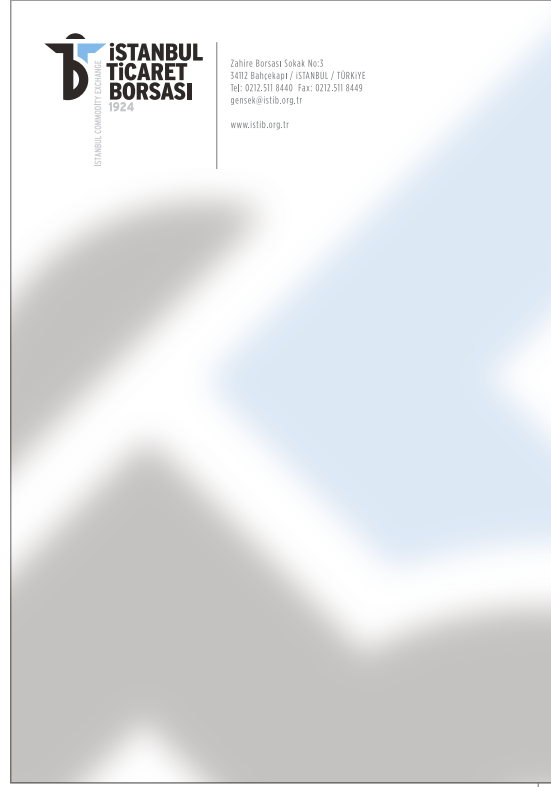 İSTANBUL
TİCARET
BORSASI
1924
İSTANBUL COMMODITY EXCHANGE
Zahire Borsası Sokak No:3
34112 Bahçekapı / İSTANBUL / TÜRKİYE
Tel: 0212.511 8440 Fax: 0212.511 8449
gensek@istib.org.tr
www.istib.org.tr